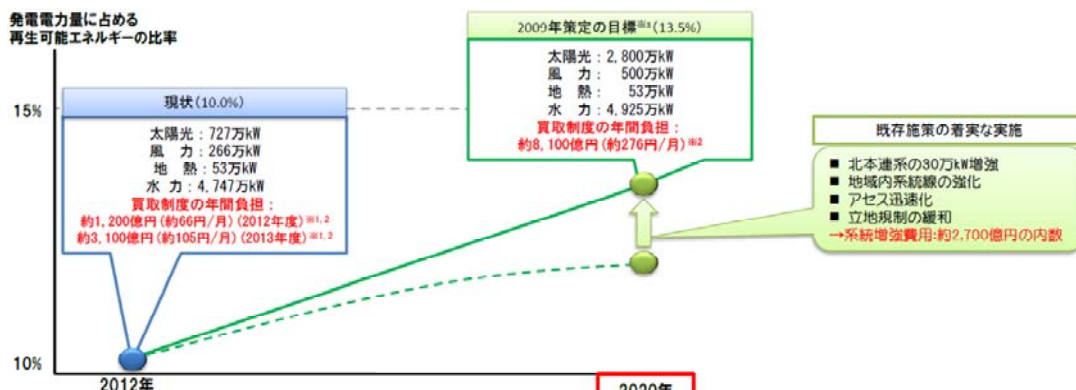 発電電力量に占める
再生可能エネルギーの比率
15%
10%
現状(10.0%)
太陽光:727万kW
風 力:266万kW
地 熱:53万kW
水 力:4,747万kW
買取制度の年間負担:
約1,200億円(約66円/月)(2012年度)※1,2
約3,100億円(約105円/月)(2013年度)※1,2
2009年策定の目標※3(13.5%)
太陽光:2,800万kW
風 力: 500万kW
地 熱: 53万kW
水 力:4,925万kW
買取制度の年間負担:
約8,100億円(約276円/月)※2
既存施策の着実な実施
■ 北本連系の30万kW増強
■ 地域内系統線の強化
■ アセス迅速化
■ 立地規制の緩和
→系統増強費用:約2,700億円の内数
2012年
2020年